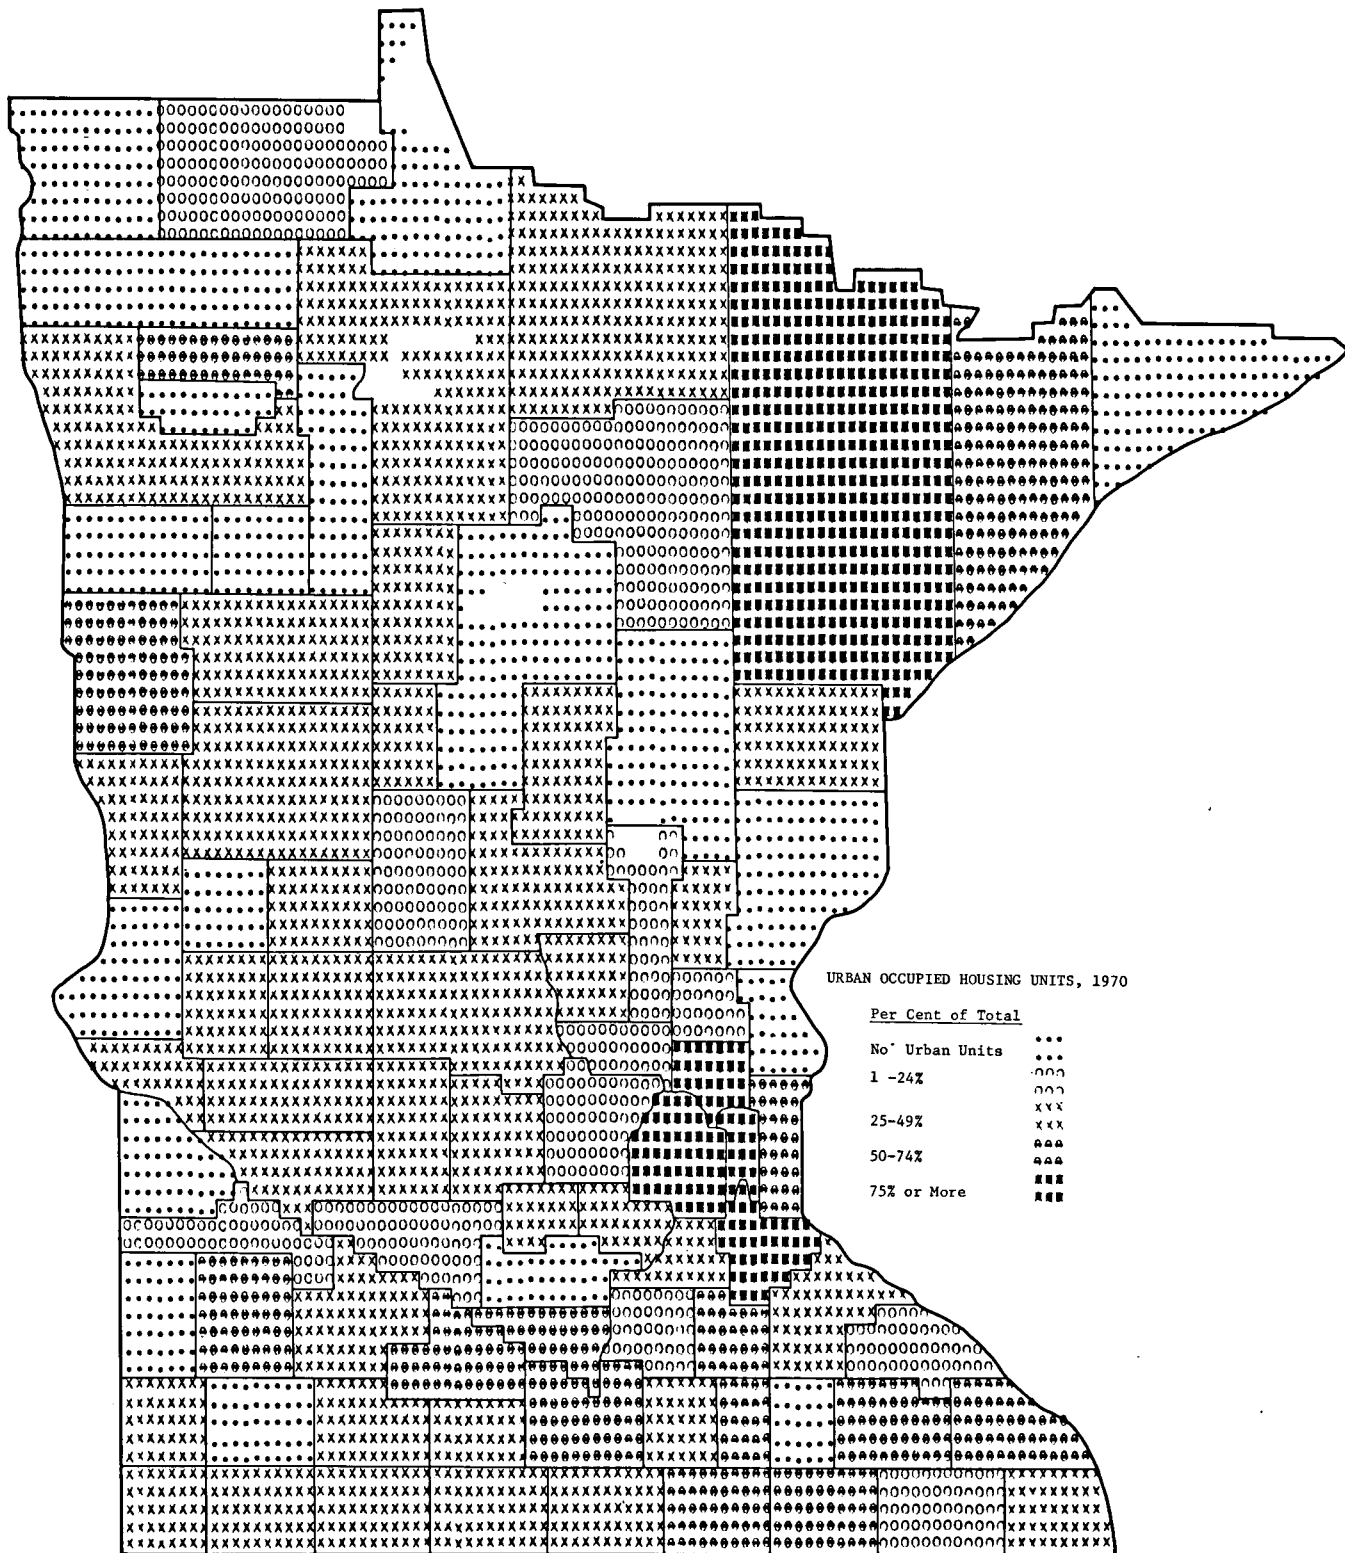 URBAN OCCUPIED HOUSING UNITS, 1970
Per Cent of Total
No Urban Units
1 -24%
25-49%
50-74%
75% or More